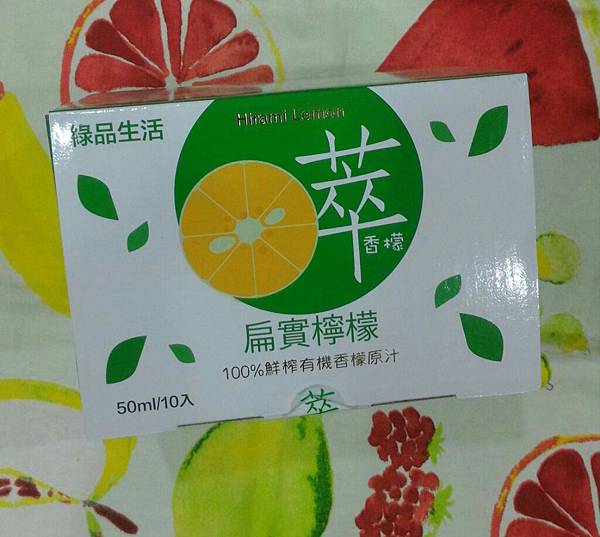 Hirami Lemon
綠品生活
萃
香檬
扁實檸檬
100%鮮榨有機香檬原汁
50ml/10入
萃